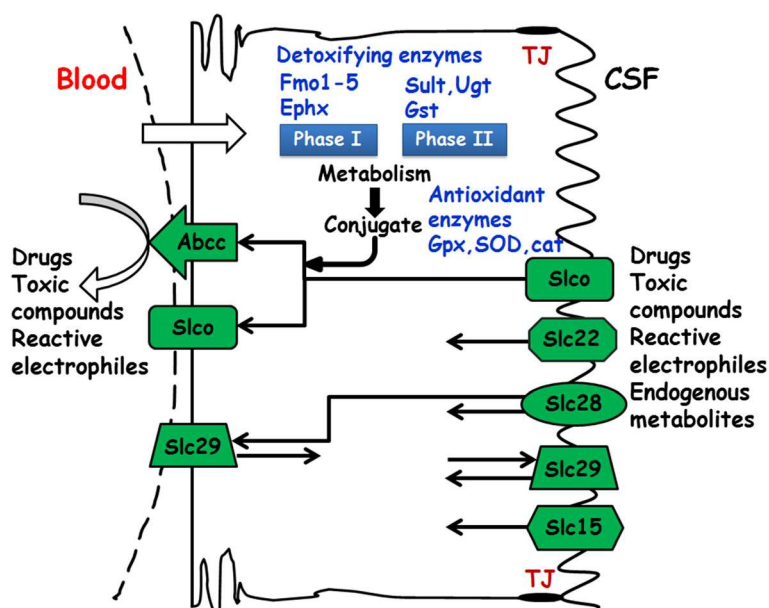 TJ
Detoxifying enzymes
Blood
CSF
Fmo1-5
Ephx
Sult,Ugt
Gst
Phase I
Phase II
Metabolism
Antioxidant
enzymes
Gpx,SOD,cat
Conjugate
Abcc
Drugs
Toxic
compounds
Reactive
electrophiles
Slco
Slco
Drugs
Toxic
compounds
Reactive
electrophiles
Endogenous
metabolites
Slc22
Slc28
Slc29
Slc29
Slc15
TJ